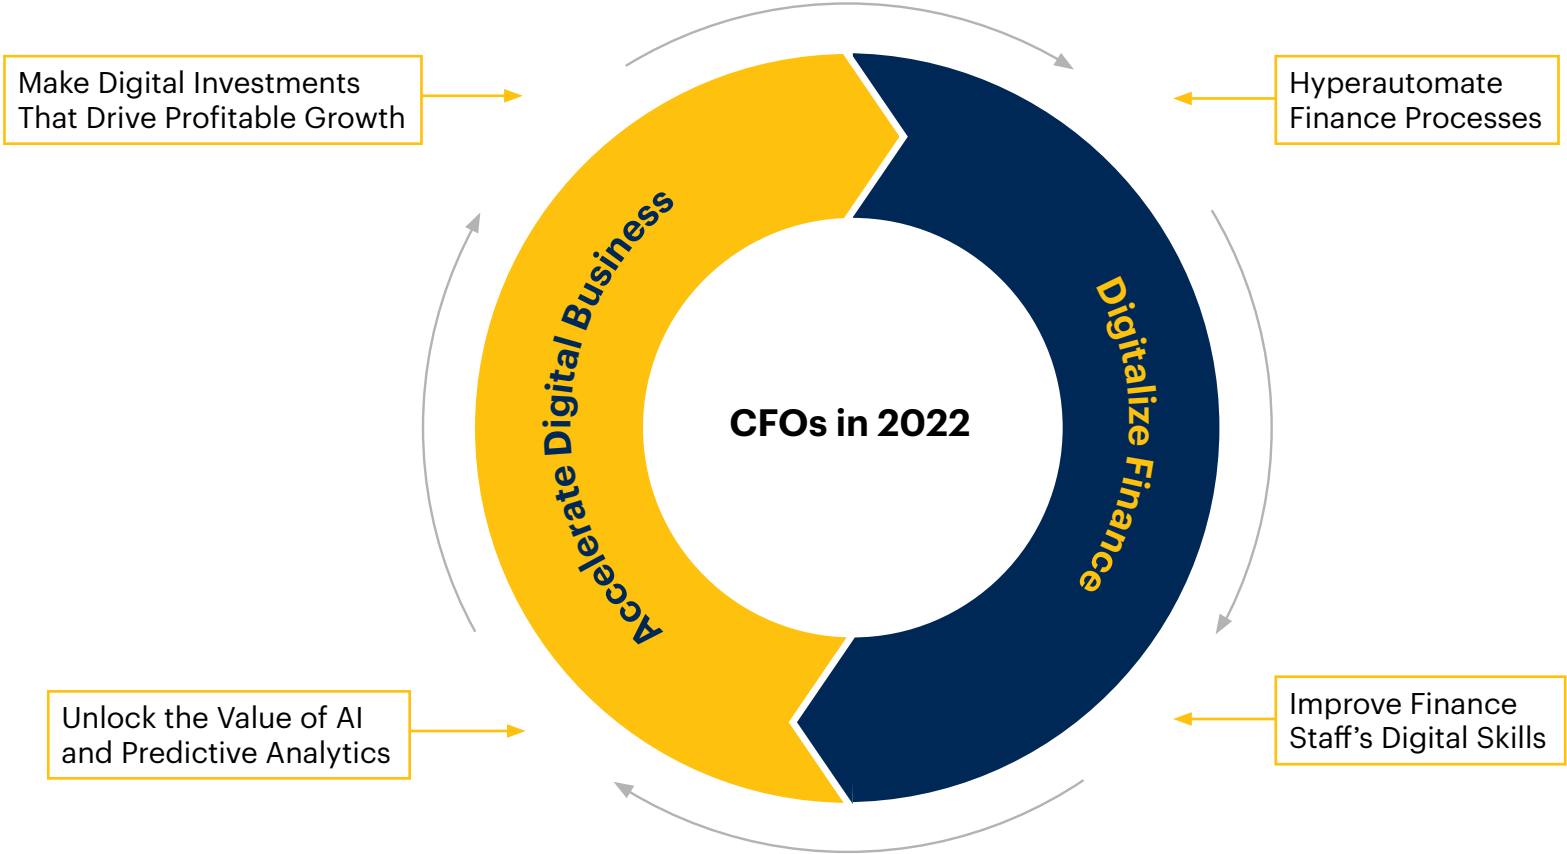 Make Digital Investments
That Drive Profitable Growth
Hyperautomate
Finance Processes
Accelerate Digital Business
CFOs in 2022
Digitalize Finance
Unlock the Value of AI
and Predictive Analytics
Improve Finance
Staff’s Digital Skills